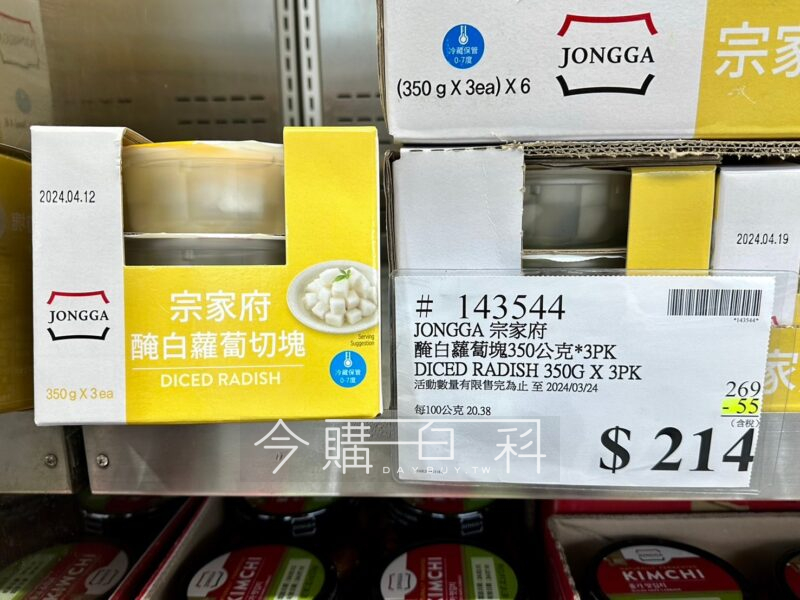 冷藏保管
0-7度
(350 g X 3ea) X 6
JONGGA
宗家
2024.04.12
JONGGA
宗家府
醃白蘿蔔切塊
DICED RADISH
350g X 3ea
Serving
Suggestion
冷藏保管
0-7度
2024.04.19
# 143544
*143544*
JONGGA 宗家府
醃白蘿蔔塊350公克*3PK
DICED RADISH 350G X 3PK
活動數量有限售完為止 至 2024/03/24
每100公克 20.38
269
- 55
(含稅)
$ 214
今購百科
DAYBUY.TW
KIMCHI
JONGGA
JONGGA
KIMCHI